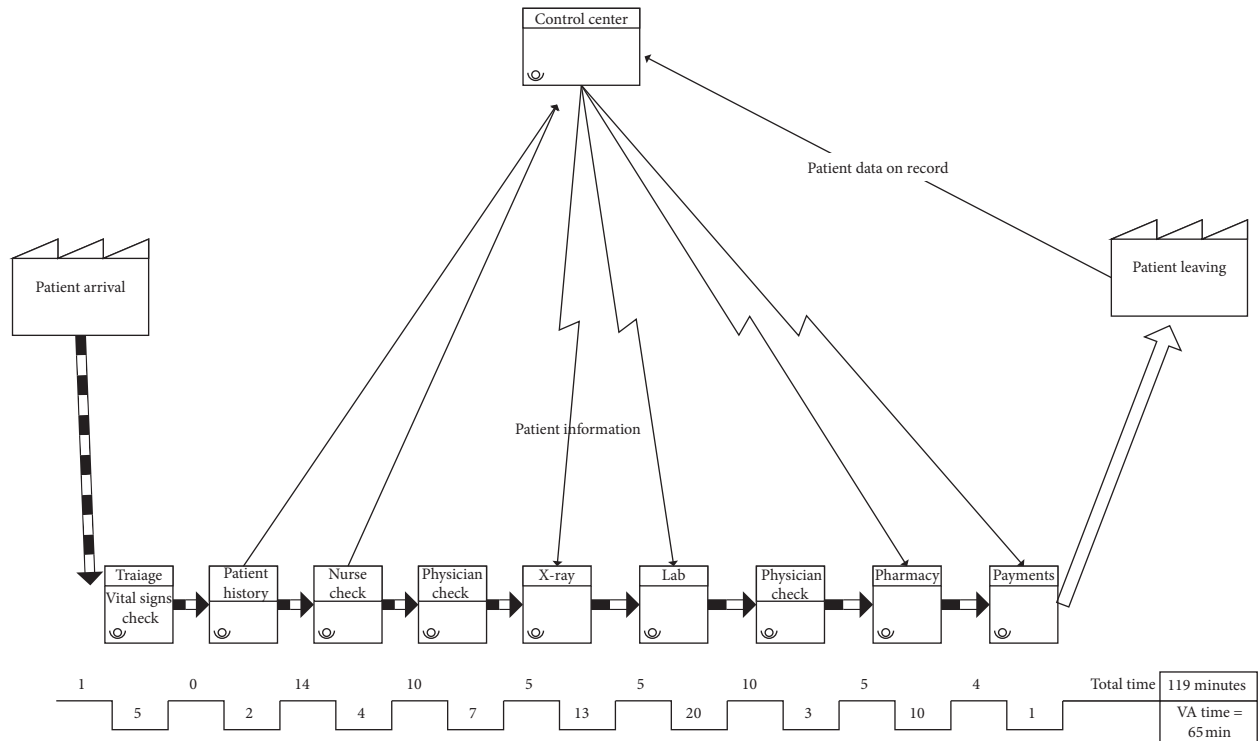 Control center
Patient data on record
Patient arrival
Patient leaving
Patient information
Traiage
Vital signs
check
Patient
history
Nurse
check
Physician
check
X-ray
Lab
Physician
check
Pharmacy
Payments
1 0 14 10 5 5 10 5 4 Total time 119 minutes
5 2 4 7 13 20 3 10 1 VA time =
65 min